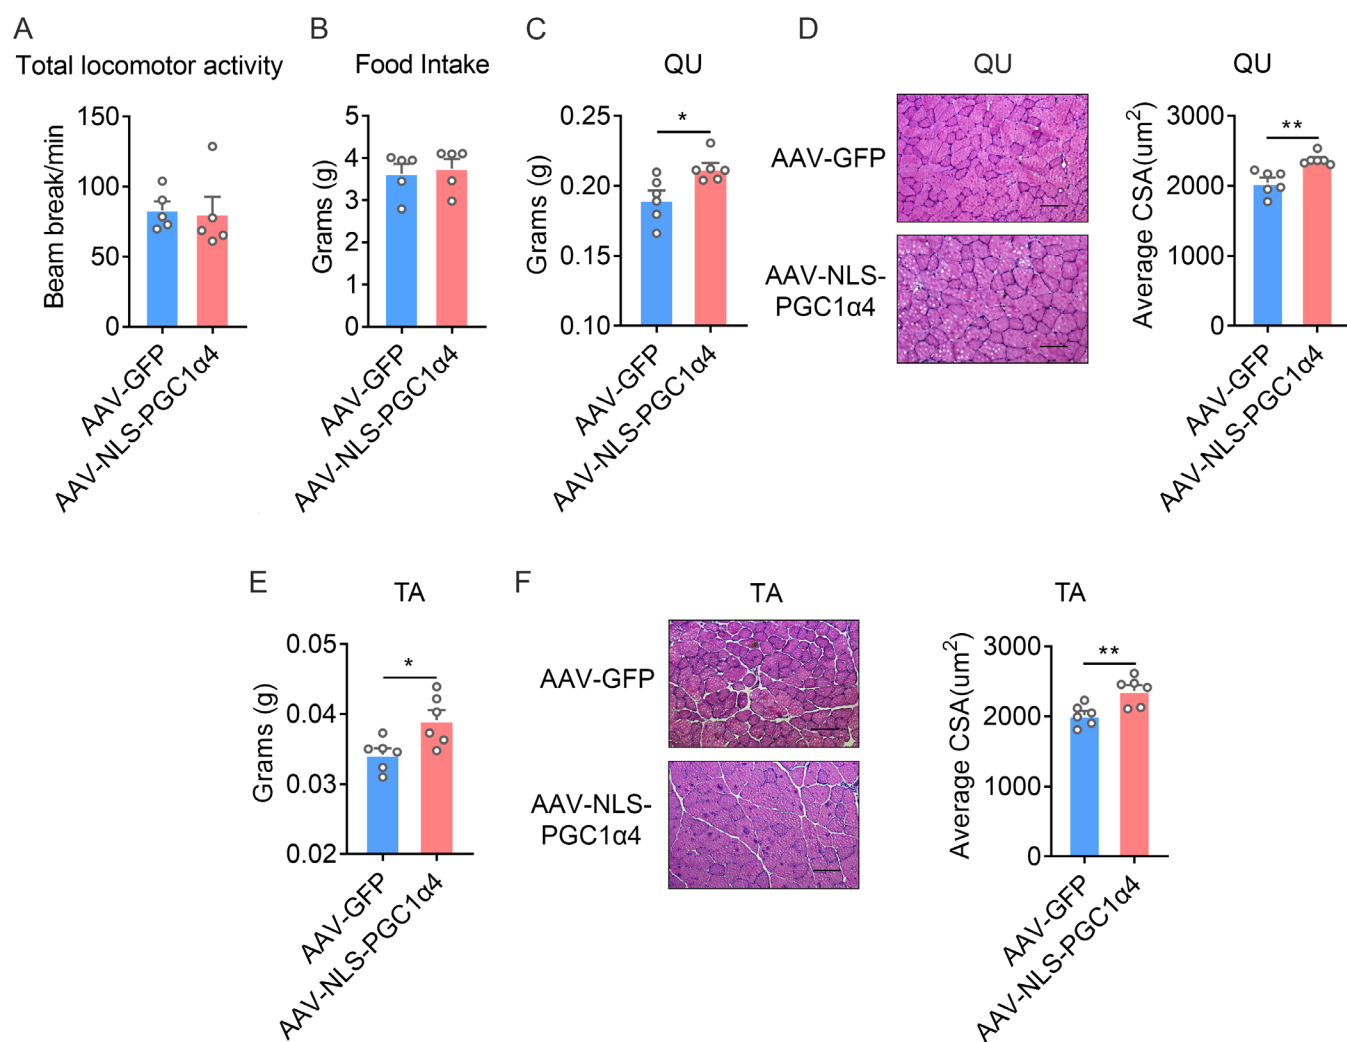 A
Total locomotor activity
Beam break/min
150
100
50
0
AAV-GFP
AAV-NLS-PGC1α4
B
Food Intake
Grams (g)
5
4
3
2
1
0
AAV-GFP
AAV-NLS-PGC1α4
C
QU
Grams (g)
0.25
0.20
0.15
0.10
*
AAV-GFP
AAV-NLS-PGC1α4
D
QU
AAV-GFP
AAV-NLS-
PGC1α4
QU
Average CSA(um²)
3000
2000
1000
0
**
AAV-GFP
AAV-NLS-PGC1α4
E
TA
Grams (g)
0.05
0.04
0.03
0.02
*
AAV-GFP
AAV-NLS-PGC1α4
F
TA
AAV-GFP
AAV-NLS-
PGC1α4
TA
Average CSA(um²)
3000
2000
1000
0
**
AAV-GFP
AAV-NLS-PGC1α4